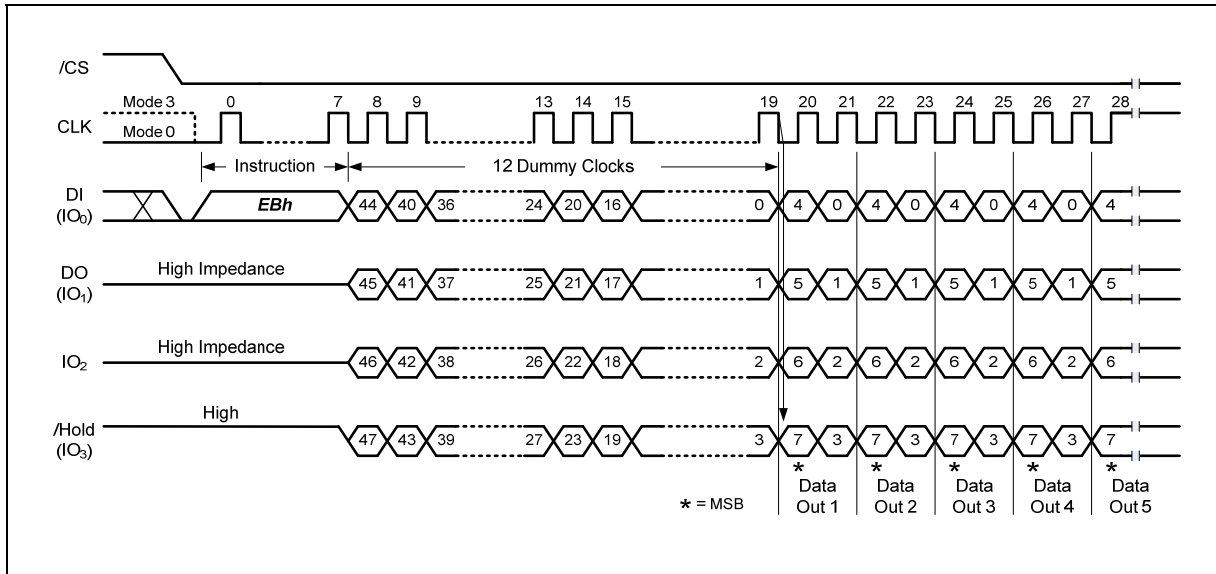 /CS
Mode 3
Mode 0
CLK
0 7 8 9 13 14 15 19 20 21 22 23 24 25 26 27 28
Instruction
12 Dummy Clocks
DI
(IO0)
EBh 44 40 36 24 20 16 0 4 0 4 0 4 0 4 0 4
DO
(IO1)
High Impedance 45 41 37 25 21 17 1 5 1 5 1 5 1 5 1 5
IO2
High Impedance 46 42 38 26 22 18 2 6 2 6 2 6 2 6 2 6
/Hold
(IO3)
High 47 43 39 27 23 19 3 7 3 7 3 7 3 7 3 7
* * * * *
* = MSB
Data Out 1
Data Out 2
Data Out 3
Data Out 4
Data Out 5